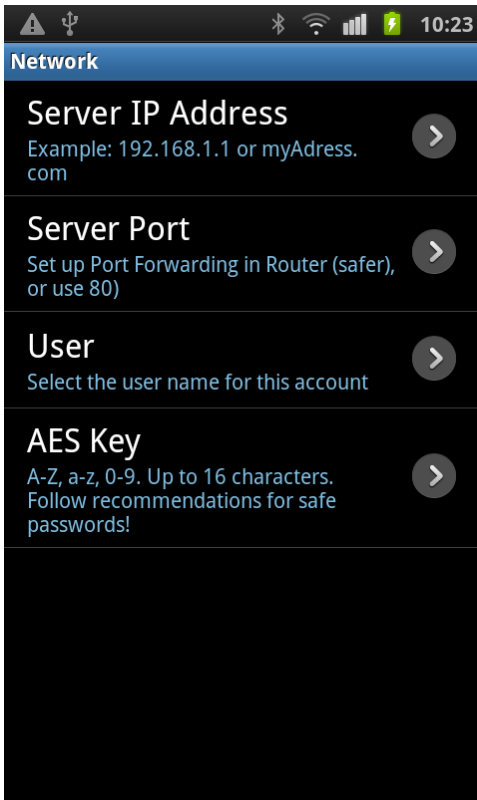 10:23
Network
Server IP Address
Example: 192.168.1.1 or myAdress.
com
Server Port
Set up Port Forwarding in Router (safer),
or use 80)
User
Select the user name for this account
AES Key
A-Z, a-z, 0-9. Up to 16 characters.
Follow recommendations for safe
passwords!